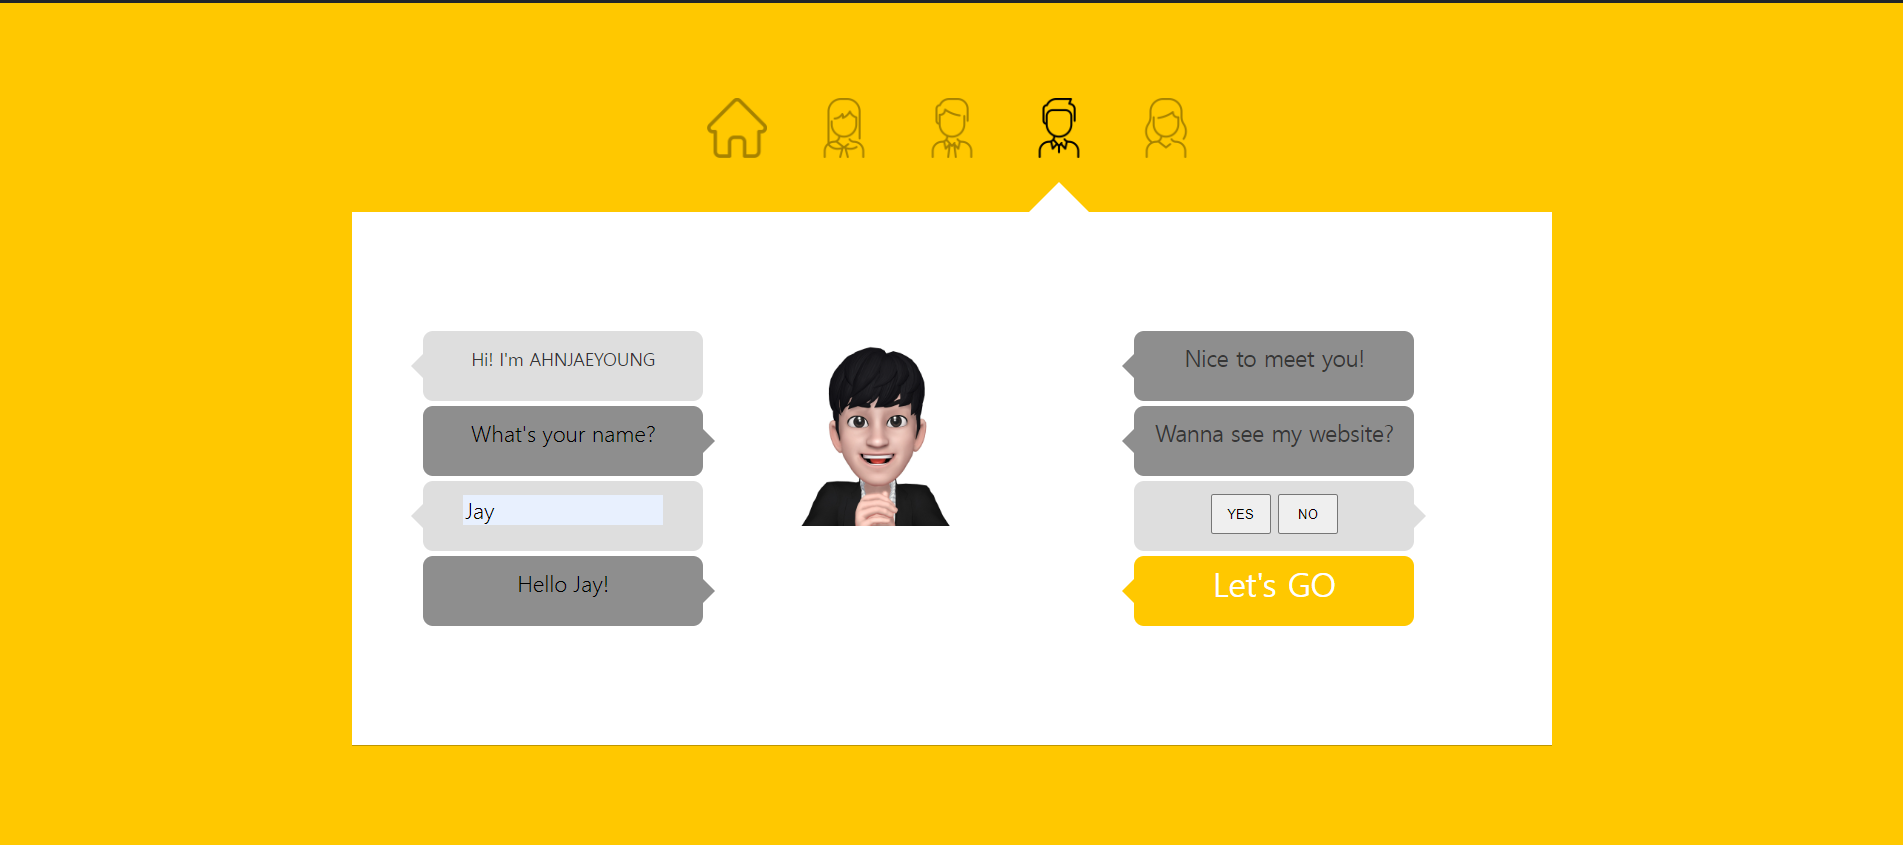 Hi! I'm AHNJAEYOUNG
What's your name?
Jay
Hello Jay!
Nice to meet you!
Wanna see my website?
YES NO
Let's GO